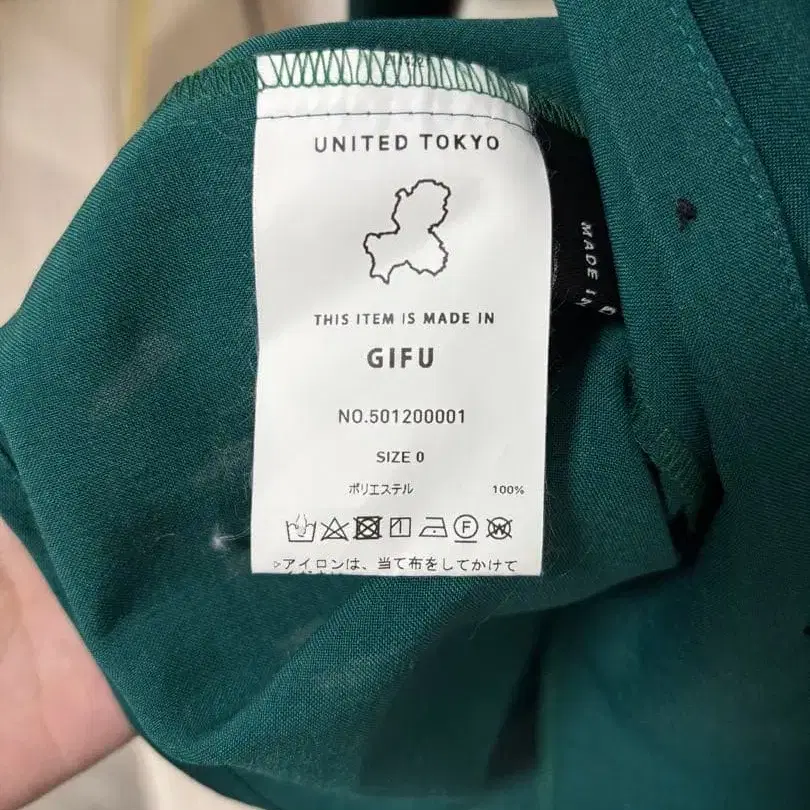 UNITED TOKYO
THIS ITEM IS MADE IN
GIFU
NO.501200001
SIZE 0
ポリエステル 100%
F W
▹アイロンは、当て布をしてかけて
MADE IN